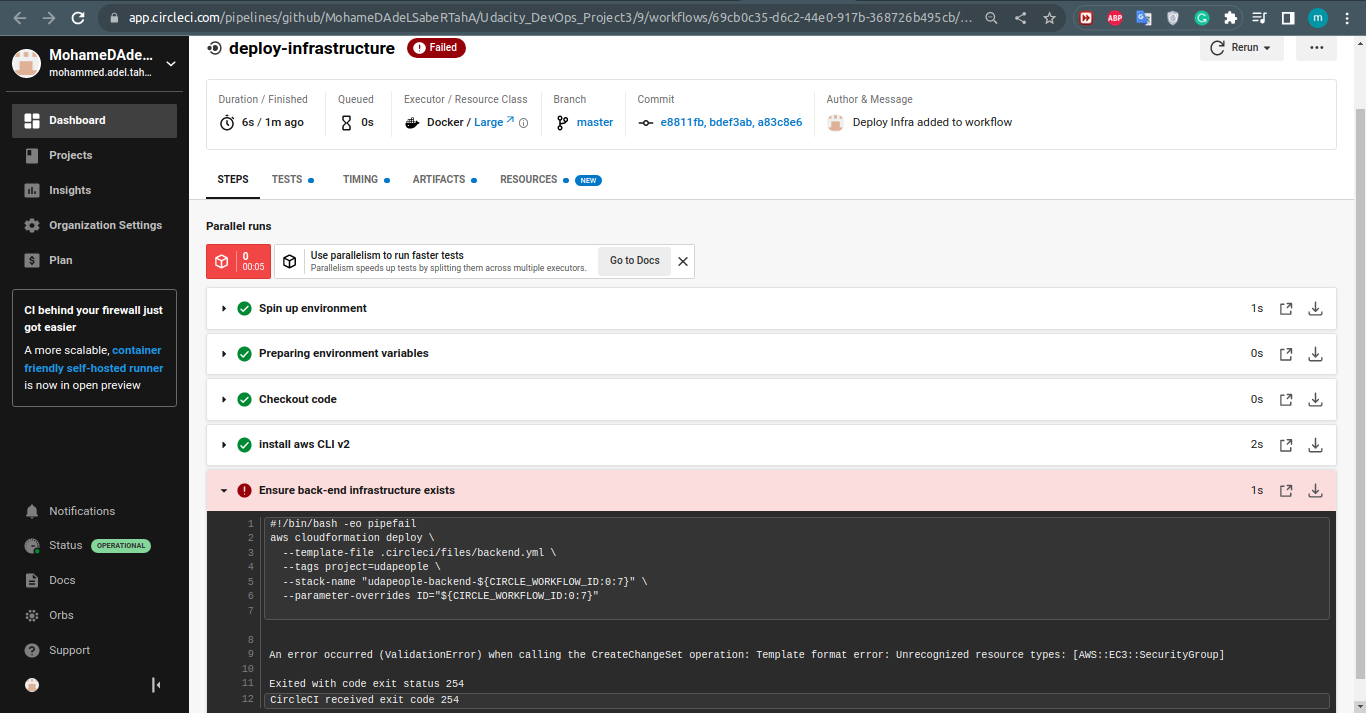 app.circleci.com/pipelines/github/MohameDAdeLSabeRTahA/Udacity_DevOps_Project3/9/workflows/69cb0c35-d6c2-44e0-917b-368726b495cb/...
ABP
m
MohameDAde...
mohammed.adel.tah...
Dashboard
Projects
Insights
Organization Settings
Plan
CI behind your firewall just
got easier
A more scalable, container
friendly self-hosted runner
is now in open preview
Notifications
Status OPERATIONAL
Docs
Orbs
Support
deploy-infrastructure Failed
Rerun
Duration / Finished
6s / 1m ago
Queued
0s
Executor / Resource Class
Docker / Large
Branch
master
Commit
e8811fb, bdef3ab, a83c8e6
Author & Message
Deploy Infra added to workflow
STEPS TESTS TIMING ARTIFACTS RESOURCES NEW
Parallel runs
0
00:05
Use parallelism to run faster tests
Parallelism speeds up tests by splitting them across multiple executors.
Go to Docs
Spin up environment 1s
Preparing environment variables 0s
Checkout code 0s
install aws CLI v2 2s
Ensure back-end infrastructure exists 1s
1 #!/bin/bash -eo pipefail
2 aws cloudformation deploy \
3 --template-file .circleci/files/backend.yml \
4 --tags project=udapeople \
5 --stack-name "udapeople-backend-${CIRCLE_WORKFLOW_ID:0:7}" \
6 --parameter-overrides ID="${CIRCLE_WORKFLOW_ID:0:7}"
7
8
9 An error occurred (ValidationError) when calling the CreateChangeSet operation: Template format error: Unrecognized resource types: [AWS::EC3::SecurityGroup]
10
11 Exited with code exit status 254
12 CircleCI received exit code 254